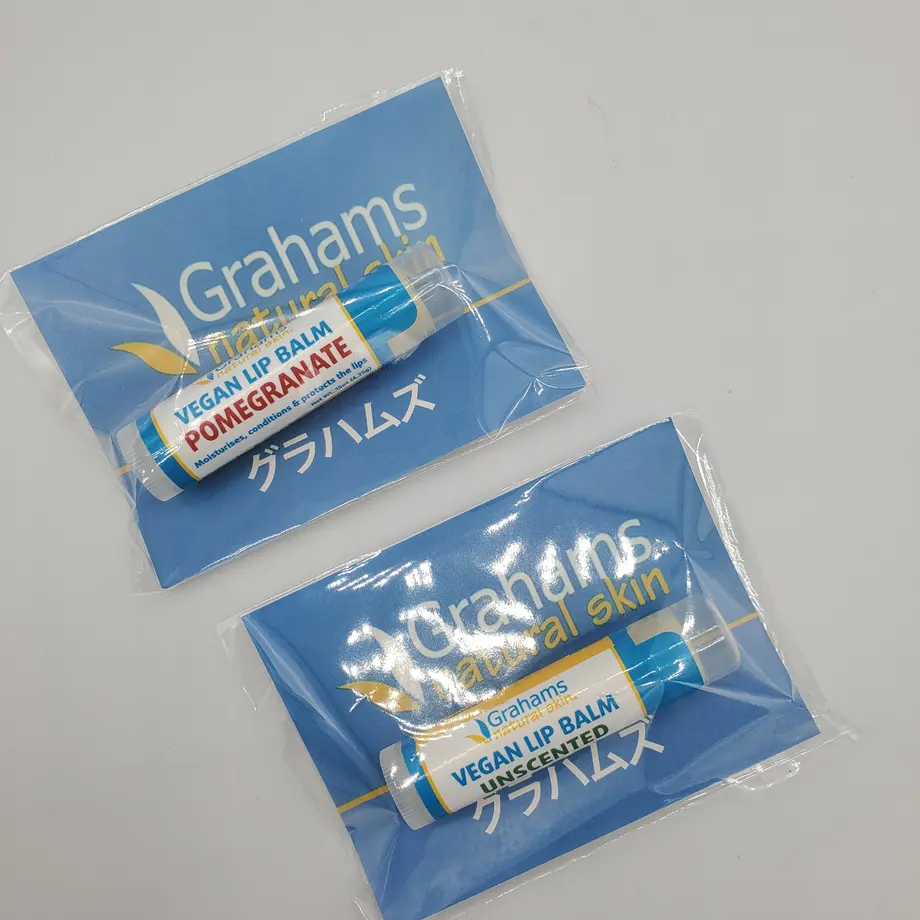 Grahams
natural skin
Grahams
natural skin
VEGAN LIP BALM
POMEGRANATE
Moisturises, conditions & protects the lips
グラハムズ
Grahams
natural skin
Grahams
natural skin
VEGAN LIP BALM
UNSCENTED
グラハムズ